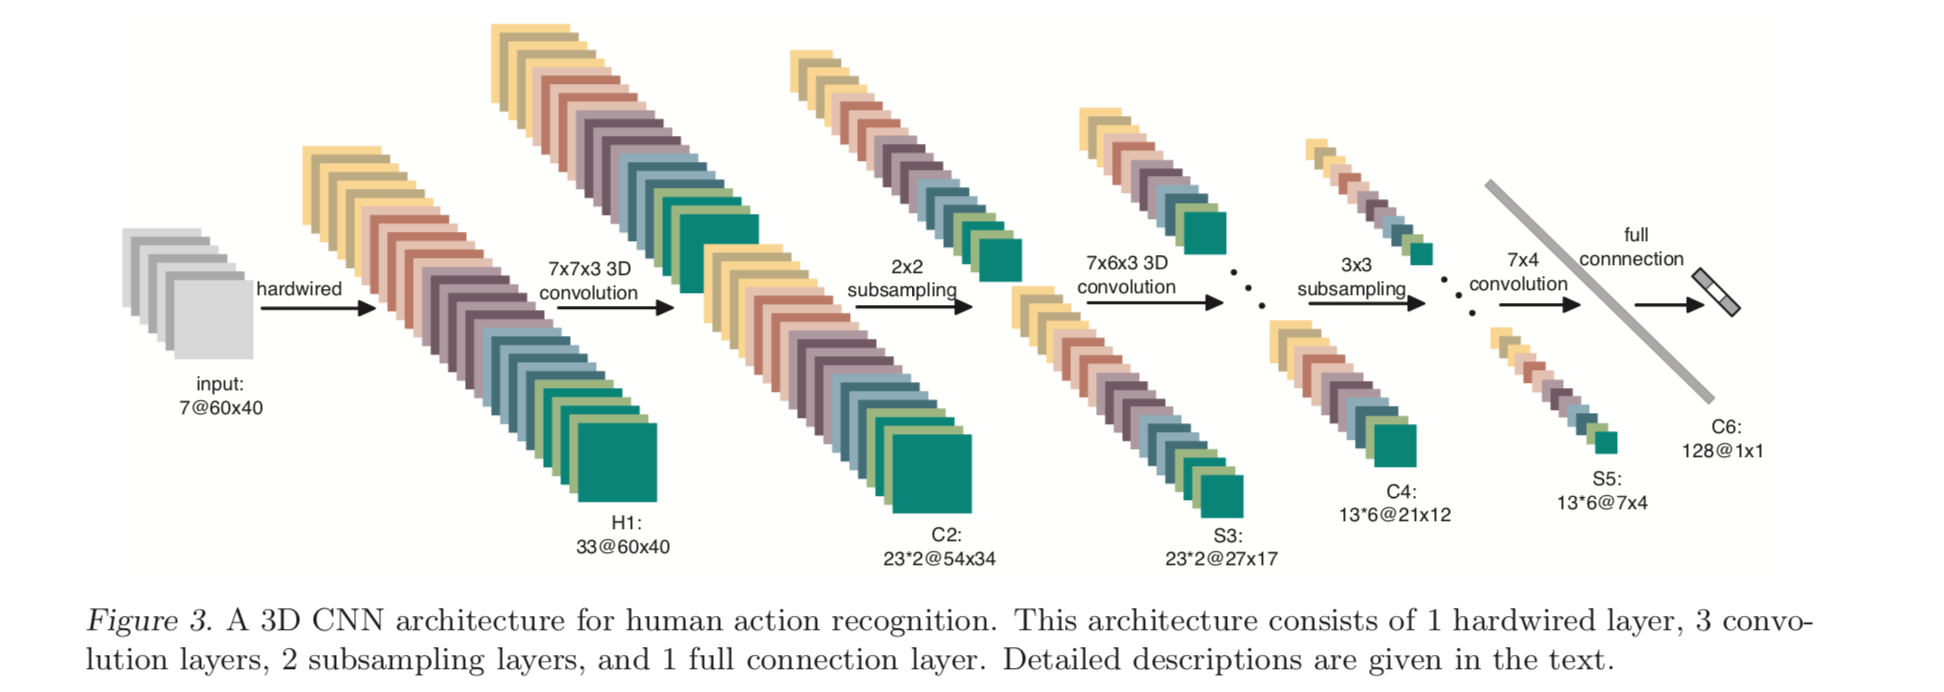 hardwired
7x7x3 3D
convolution
2x2
subsampling
7x6x3 3D
convolution
3x3
subsampling
7x4
convolution
full
connnection
input:
7@60x40
H1:
33@60x40
C2:
23*2@54x34
S3:
23*2@27x17
C4:
13*6@21x12
S5:
13*6@7x4
C6:
128@1x1
Figure 3. A 3D CNN architecture for human action recognition. This architecture consists of 1 hardwired layer, 3 convo-
lution layers, 2 subsampling layers, and 1 full connection layer. Detailed descriptions are given in the text.